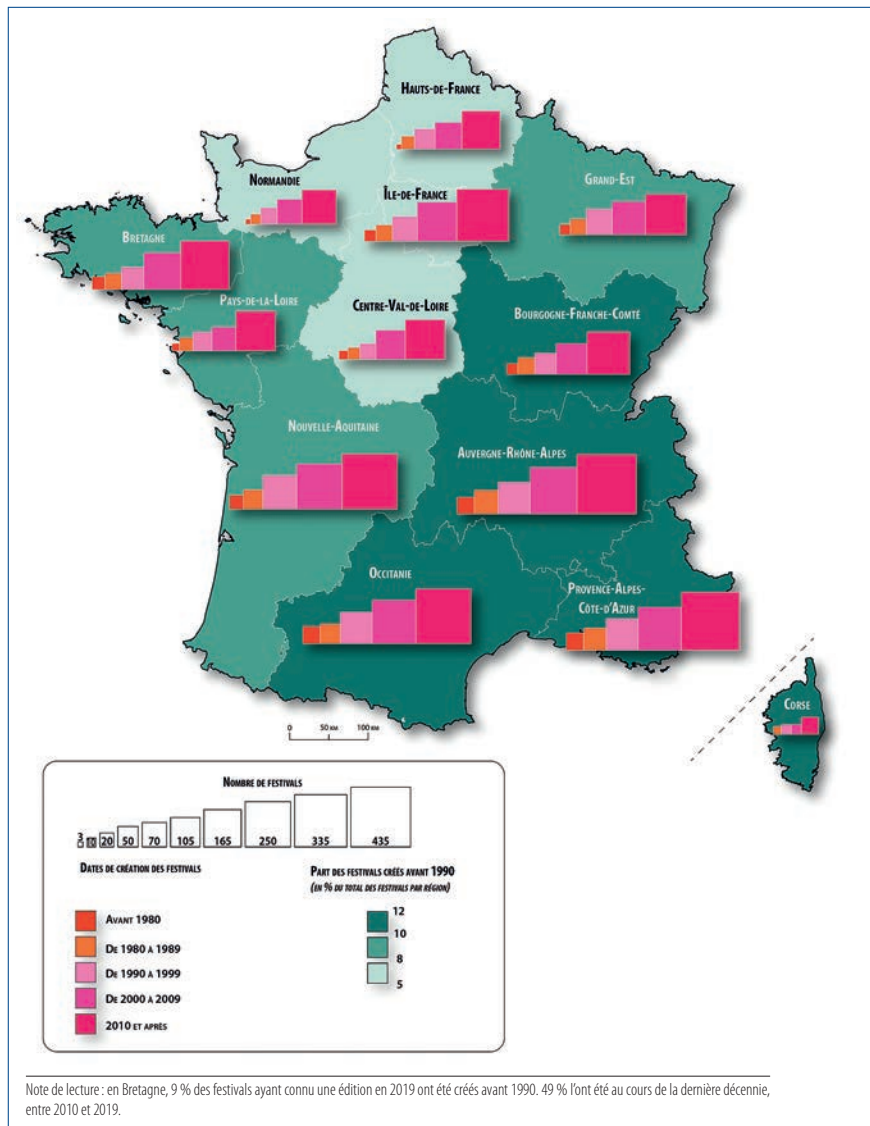 Hauts-de-France
Normandie
Île-de-France
Grand-Est
Bretagne
Pays-de-la-Loire
Centre-Val-de-Loire
Bourgogne-Franche-Comté
Nouvelle-Aquitaine
Auvergne-Rhône-Alpes
Occitanie
Provence-Alpes-
Côte-d'Azur
Corse
0 50 km 100 km
Nombre de festivals
3 10 20 50 70 105 165 250 335 435
Dates de création des festivals
Avant 1980
De 1980 à 1989
De 1990 à 1999
De 2000 à 2009
2010 et après
Part des festivals créés avant 1990
(en % du total des festivals par région)
12
10
8
5
Note de lecture : en Bretagne, 9 % des festivals ayant connu une édition en 2019 ont été créés avant 1990. 49 % l'ont été au cours de la dernière décennie,
entre 2010 et 2019.